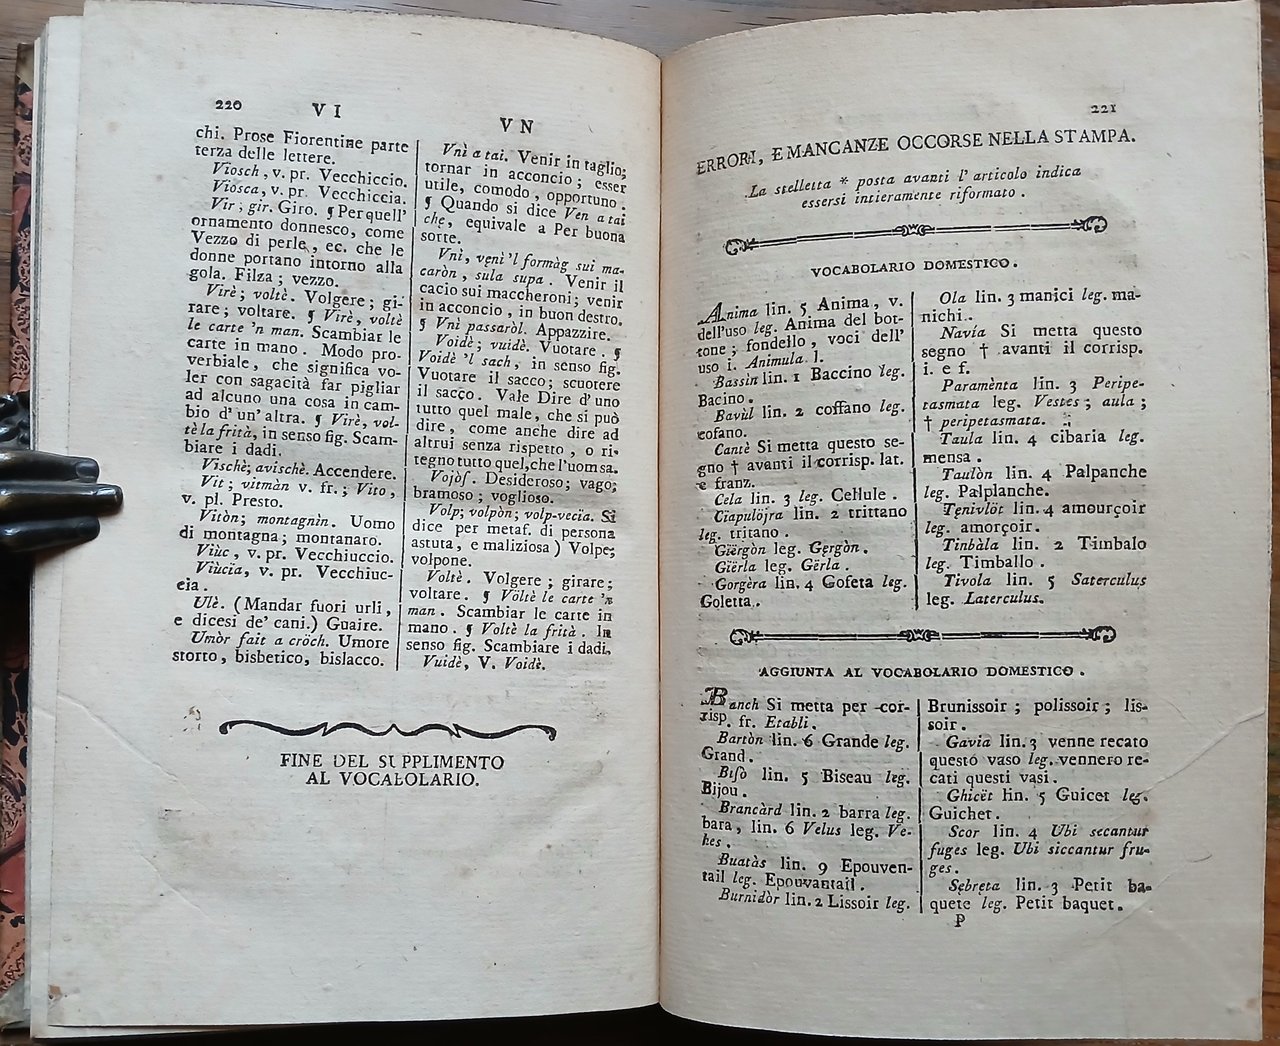 220 VI
VN
chi. Prose Fiorentine parte
terza delle lettere.
Viosch, v. pr. Vecchiccio.
Viosca, v. pr. Vecchiccia.
Vir; gir. Giro. ¶ Per quell'
ornamento donnesco, come
Vezzo di perle, ec. che le
donne portano intorno alla
gola. Filza; vezzo.
Virè; voltè. Volgere; gi-
rare; voltare. ¶ Virè, voltè
le carte 'n man. Scambiar le
carte in mano. Modo pro-
verbiale, che significa vo-
ler con sagacità far pigliar
ad alcuno una cosa in cam-
bio d'un'altra. ¶ Virè, vol-
tè la frità, in senso fig. Scam-
biare i dadi.
Vischè; avischè. Accendere.
Vit; vitmàn v. fr.; Vito,
v. pl. Presto.
Vitòn; montagnìn. Uomo
di montagna; montanaro.
Viùc, v. pr. Vecchiuccio.
Viùcia, v. pr. Vecchiuc-
cia.
Ulè. (Mandar fuori urli,
e dicesi de' cani.) Guaire.
Umòr fait a cröch. Umore
storto, bisbetico, bislacco.
Vnì a tai. Venir in taglio;
tornar in acconcio; esser
utile, comodo, opportuno.
¶ Quando si dice Ven a tai
che, equivale a Per buona
sorte.
Vnì, vęnì 'l formàg sui ma-
caròn, sula supa. Venir il
cacio sui maccheroni; venir
in acconcio, in buon destro.
¶ Vnì passaròl. Appazzire.
Voidè; vuidè. Vuotare. ¶
Voidè 'l sach, in senso fig.
Vuotare il sacco; scuotere
il sacco. Vale Dire d'uno
tutto quel male, che si può
dire, come anche dire ad
altrui senza rispetto, o ri-
tegno tutto quel, che l'uom sa.
Vojòs. Desideroso; vago;
bramoso; voglioso.
Volp; volpòn; volp-vecia. Si
dice per metaf. di persona
astuta, e maliziosa) Volpe;
volpone.
Voltè. Volgere; girare;
voltare. ¶ Vòltè le carte 'n
man. Scambiar le carte in
mano. ¶ Voltè la frità. In
senso fig. Scambiare i dadi.
Vuidè, V. Voidè.
FINE DEL SUPPLIMENTO
AL VOCABOLARIO.
221
ERRORI, E MANCANZE OCCORSE NELLA STAMPA.
La stelletta * posta avanti l'articolo indica
essersi intieramente riformato.
VOCABOLARIO DOMESTICO.
Anima lin. 5 Anima, v.
dell'uso leg. Anima del bot-
tone; fondello, voci dell'
uso i. Animula l.
Bassin lin. 1 Baccino leg.
Bacino.
Bavùl lin. 2 coffano leg.
cofano.
Cantè Si metta questo se-
gno † avanti il corrisp. lat.
e franz.
Cela lin. 3 leg. Cellule.
Ciapulöjra lin. 2 trittano
leg. tritano.
Giërgòn leg. Gęrgòn.
Giërla leg. Gërla.
Gorgèra lin. 4 Gofeta leg.
Goletta.
Ola lin. 3 manici leg. ma-
nichi.
Navía Si metta questo
segno † avanti il corrisp.
i. e f.
Paramènta lin. 3 Peripe-
tasmata leg. Vestes; aula;
† peripetasmata.
Taula lin. 4 cibaria leg.
mensa.
Taulòn lin. 4 Palpanche
leg. Palplanche.
Tęnivlöt lin. 4 amourçoir
leg. amorçoir.
Tinbàla lin. 2 Timbalo
leg. Timballo.
Tivola lin. 5 Saterculus
leg. Laterculus.
AGGIUNTA AL VOCABOLARIO DOMESTICO.
Banch Si metta per cor-
risp. fr. Etabli.
Bartòn lin. 6 Grande leg.
Grand.
Biso lin. 5 Biseau leg.
Bijou.
Brancàrd lin. 2 barra leg.
bara, lin. 6 Velus leg. Ve-
hes.
Buatàs lin. 9 Epouven-
tail leg. Epouvantail.
Burnidòr lin. 2 Lissoir leg.
Brunissoir; polissoir; lis-
soir.
Gavia lin. 3 venne recato
questo vaso leg. vennero re-
cati questi vasi.
Ghicët lin. 5 Guicet leg.
Guichet.
Scor lin. 4 Ubi secantur
fuges leg. Ubi siccantur fru-
ges.
Sębręta lin. 3 Petit ba-
quete leg. Petit baquet.
P